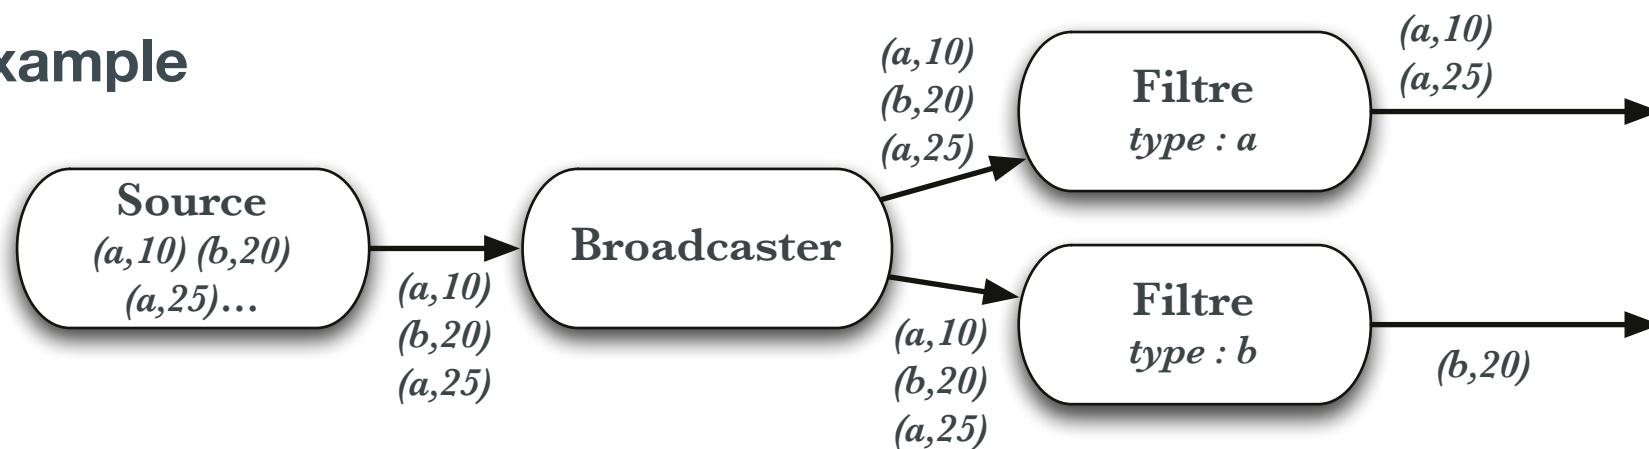 xample
Source
(a,10) (b,20)
(a,25)...
(a,10)
(b,20)
(a,25)
Broadcaster
(a,10)
(b,20)
(a,25)
Filtre
type : a
(a,10)
(a,25)
(a,10)
(b,20)
(a,25)
Filtre
type : b
(b,20)